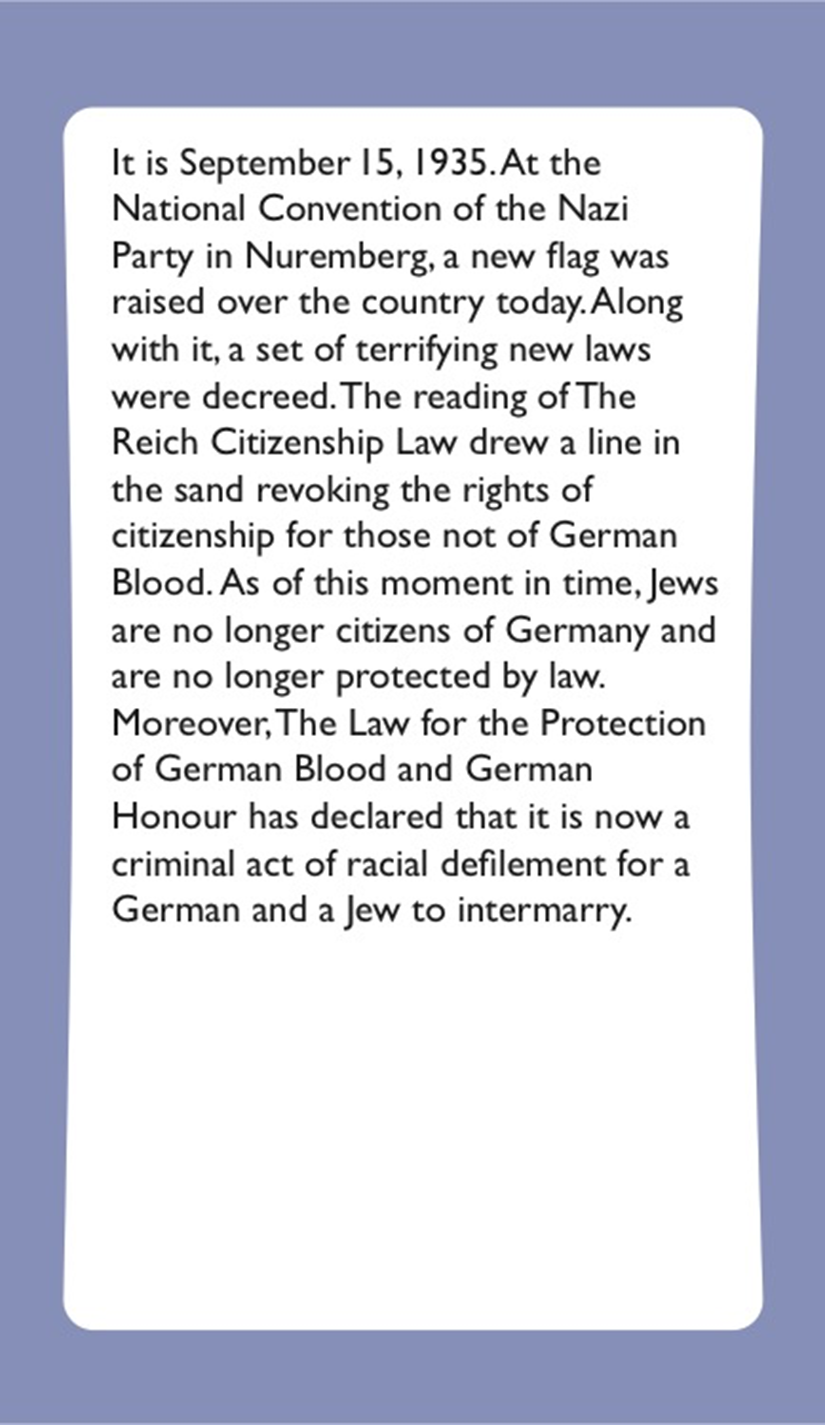 It is September 15, 1935. At the
National Convention of the Nazi
Party in Nuremberg, a new flag was
raised over the country today. Along
with it, a set of terrifying new laws
were decreed. The reading of The
Reich Citizenship Law drew a line in
the sand revoking the rights of
citizenship for those not of German
Blood. As of this moment in time, Jews
are no longer citizens of Germany and
are no longer protected by law.
Moreover, The Law for the Protection
of German Blood and German
Honour has declared that it is now a
criminal act of racial defilement for a
German and a Jew to intermarry.